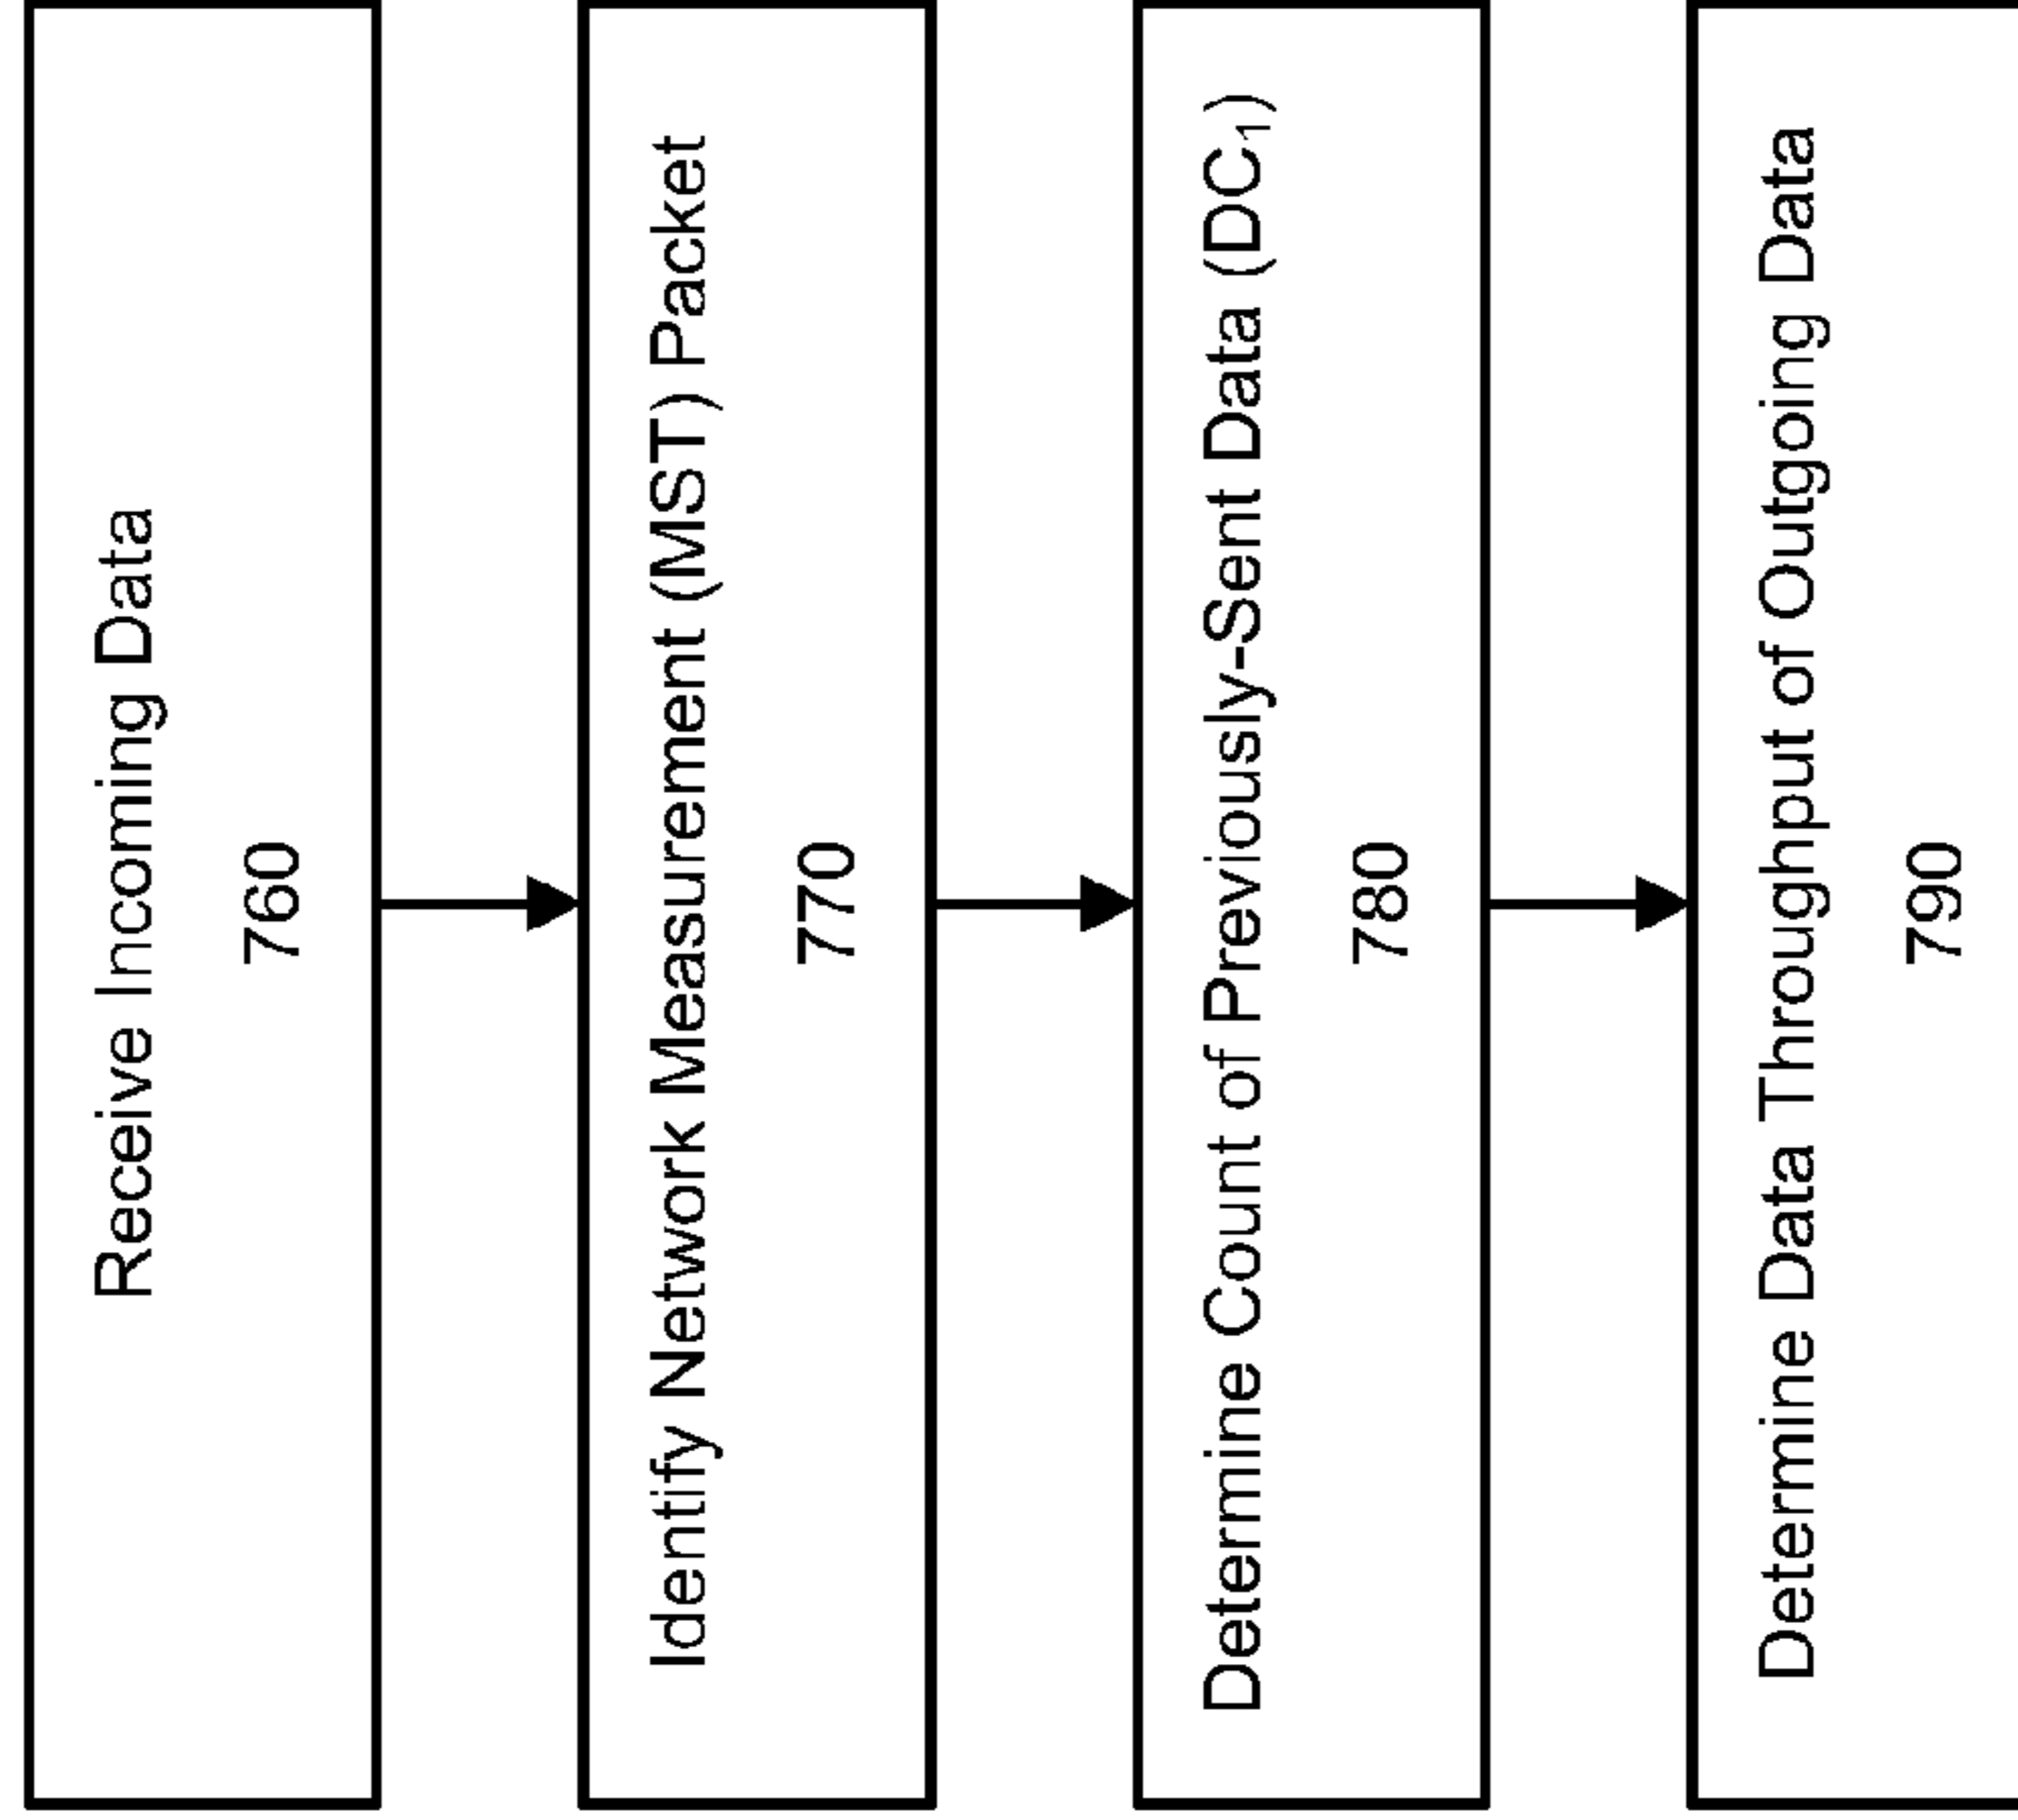 Receive Incoming Data
760
Identify Network Measurement (MST) Packet
770
Determine Count of Previously-Sent Data (DC₁)
780
Determine Data Throughput of Outgoing Data
790